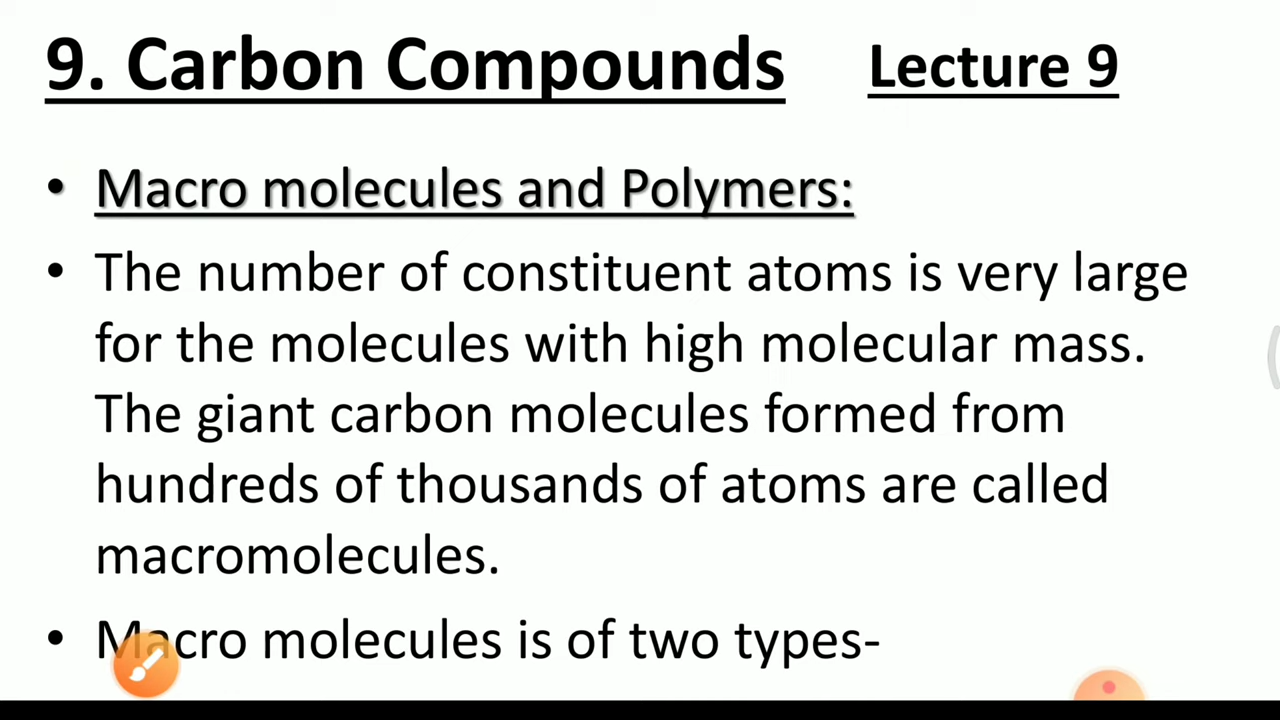 9. Carbon Compounds Lecture 9
• Macro molecules and Polymers:
• The number of constituent atoms is very large
for the molecules with high molecular mass.
The giant carbon molecules formed from
hundreds of thousands of atoms are called
macromolecules.
• Macro molecules is of two types-